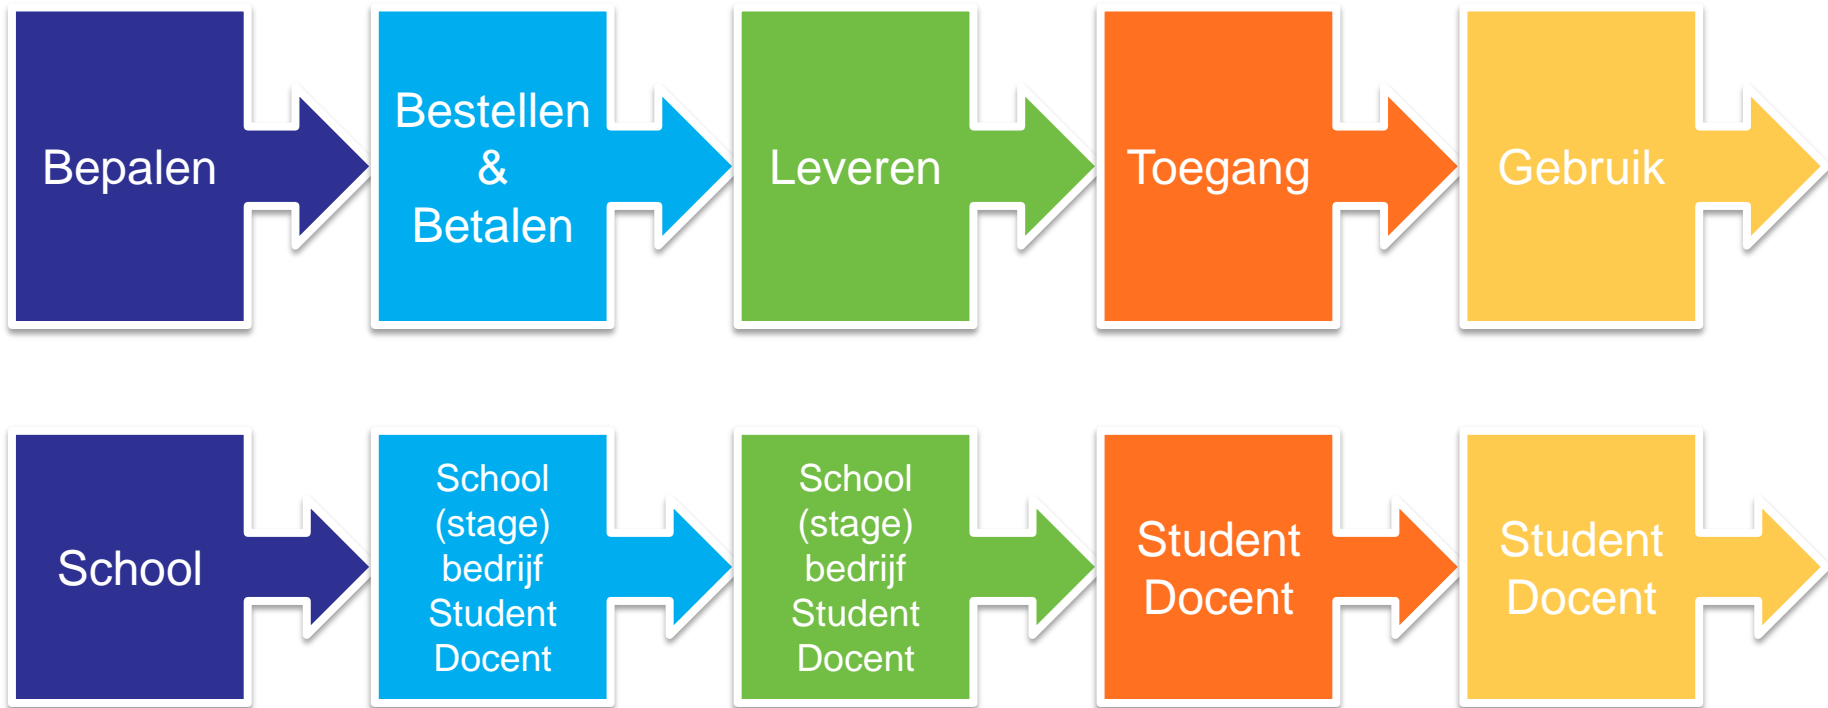 Bepalen
Bestellen
&
Betalen
Leveren
Toegang
Gebruik
School
School
(stage)
bedrijf
Student
Docent
School
(stage)
bedrijf
Student
Docent
Student
Docent
Student
Docent